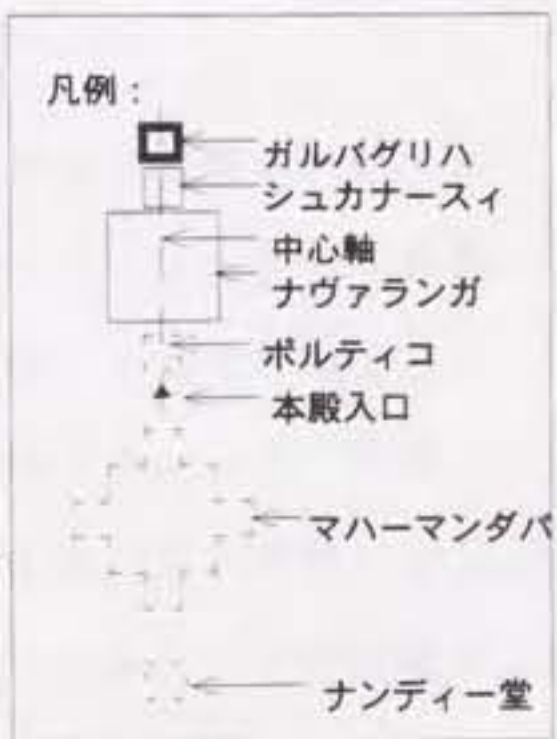 凡例：
ガルバグリハ
シュカナースィ
中心軸
ナヴァランガ
ポルティコ
本殿入口
マハーマンダパ
ナンディー堂